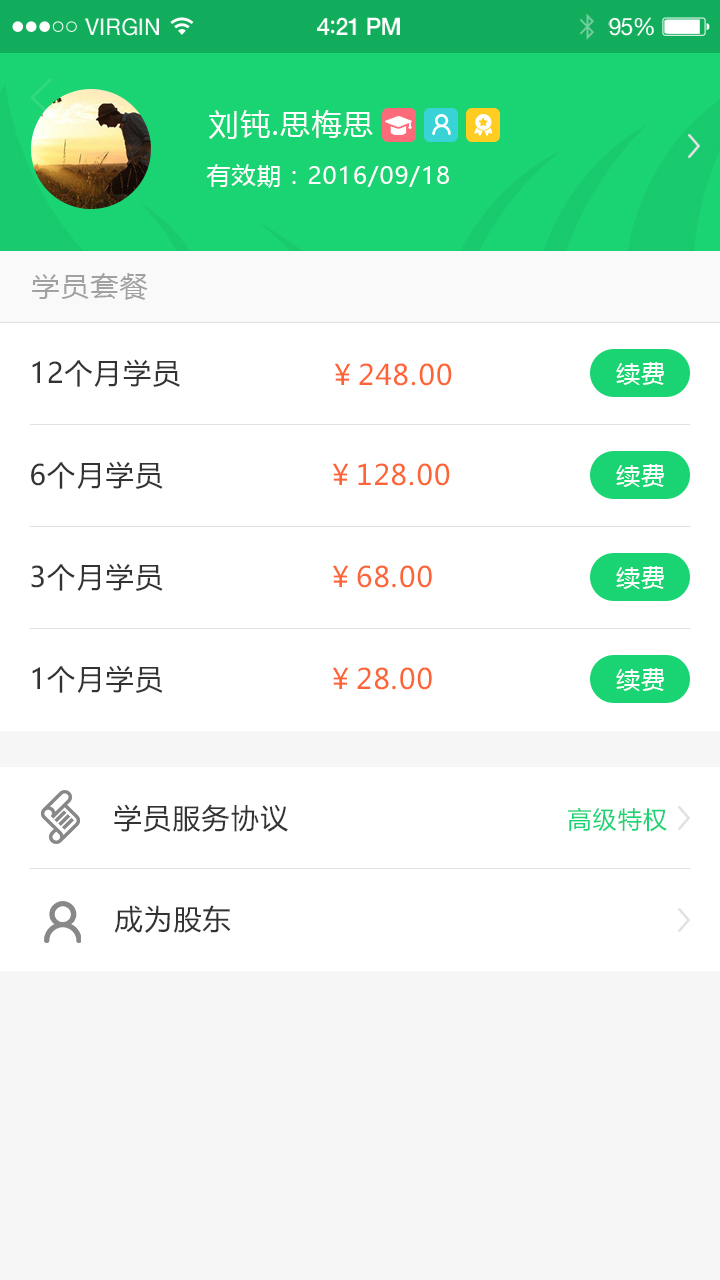 VIRGIN 4:21 PM 95%
刘钝.思梅思
有效期：2016/09/18
学员套餐
12个月学员 ¥248.00 续费
6个月学员 ¥128.00 续费
3个月学员 ¥68.00 续费
1个月学员 ¥28.00 续费
学员服务协议 高级特权
成为股东